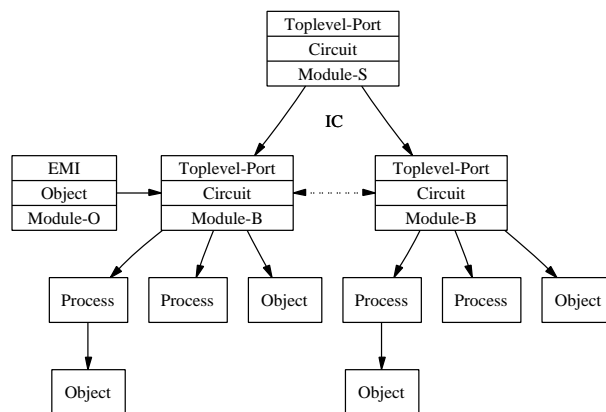 Toplevel-Port
Circuit
Module-S
IC
EMI
Object
Module-O
Toplevel-Port
Circuit
Module-B
Toplevel-Port
Circuit
Module-B
Process
Process
Object
Process
Process
Object
Object
Object